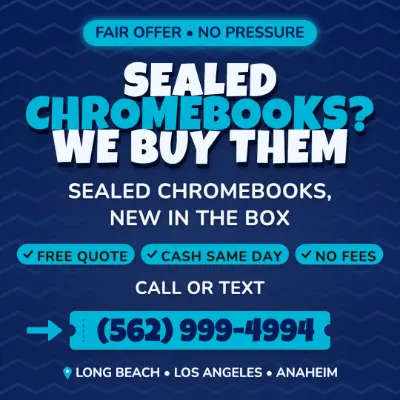 FAIR OFFER • NO PRESSURE
SEALED
CHROMEBOOKS?
WE BUY THEM
SEALED CHROMEBOOKS,
NEW IN THE BOX
✓ FREE QUOTE ✓ CASH SAME DAY ✓ NO FEES
CALL OR TEXT
(562) 999-4994
LONG BEACH • LOS ANGELES • ANAHEIM